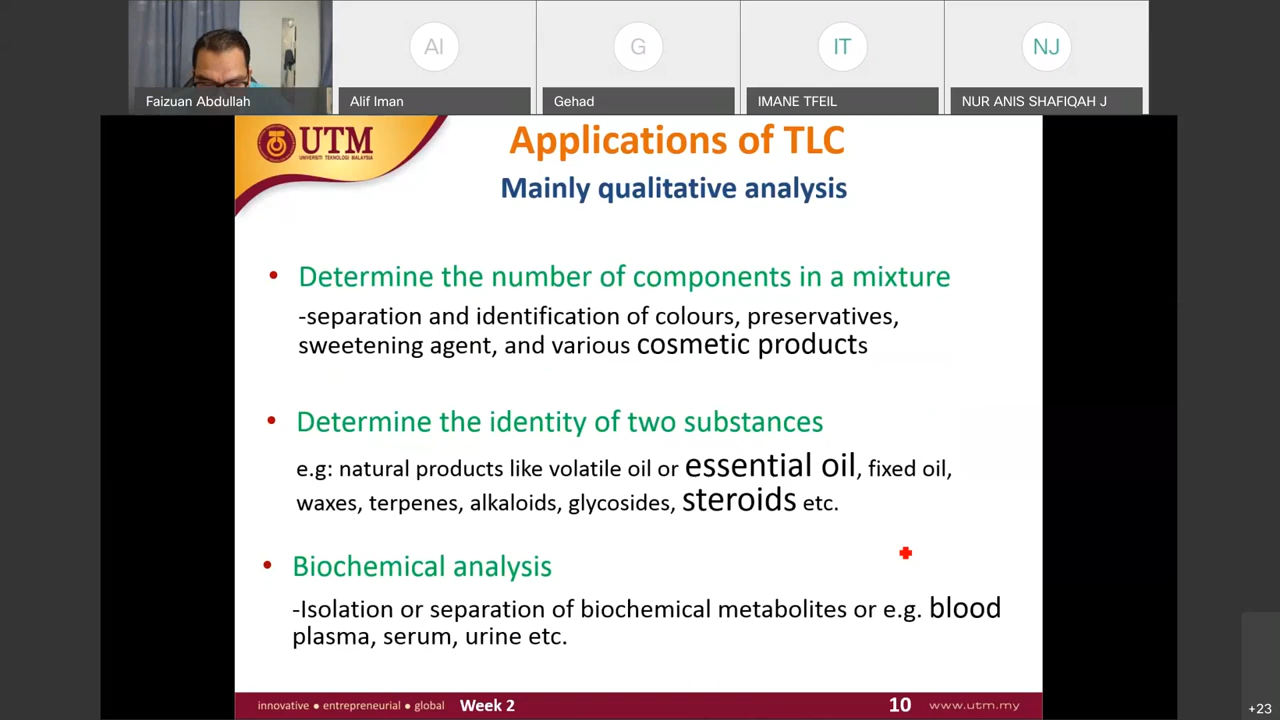 AI
G
IT
NJ
Faizuan Abdullah
Alif Iman
Gehad
IMANE TFEIL
NUR ANIS SHAFIQAH J
UTM
UNIVERSITI TEKNOLOGI MALAYSIA
Applications of TLC
Mainly qualitative analysis
• Determine the number of components in a mixture
-separation and identification of colours, preservatives,
sweetening agent, and various cosmetic products
• Determine the identity of two substances
e.g: natural products like volatile oil or essential oil, fixed oil,
waxes, terpenes, alkaloids, glycosides, steroids etc.
• Biochemical analysis
-Isolation or separation of biochemical metabolites or e.g. blood
plasma, serum, urine etc.
innovative ● entrepreneurial ● global Week 2 10 www.utm.my
+23